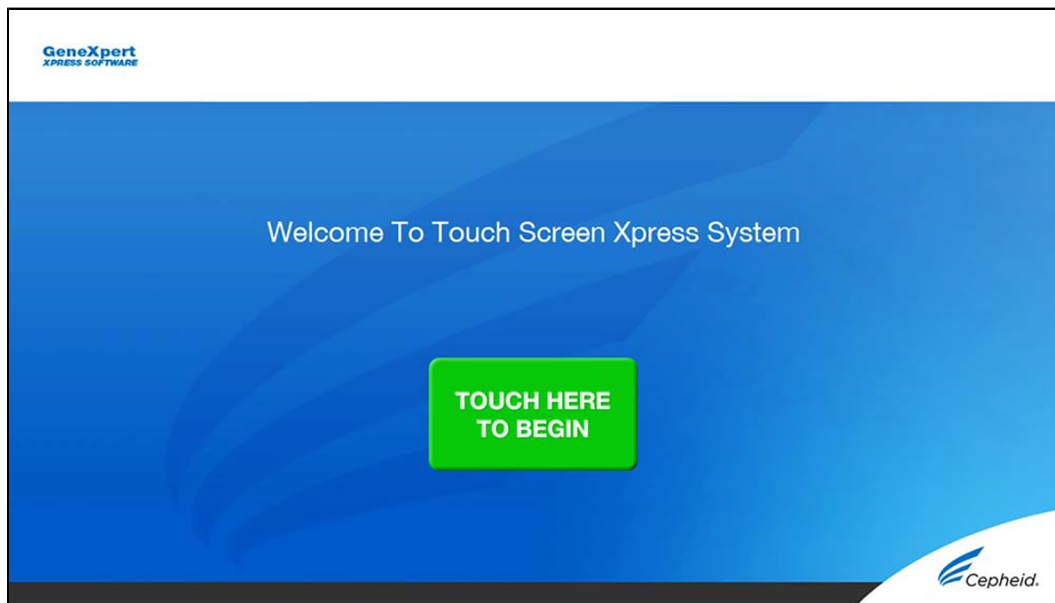 GeneXpert
XPRESS SOFTWARE
Welcome To Touch Screen Xpress System
TOUCH HERE
TO BEGIN
Cepheid.